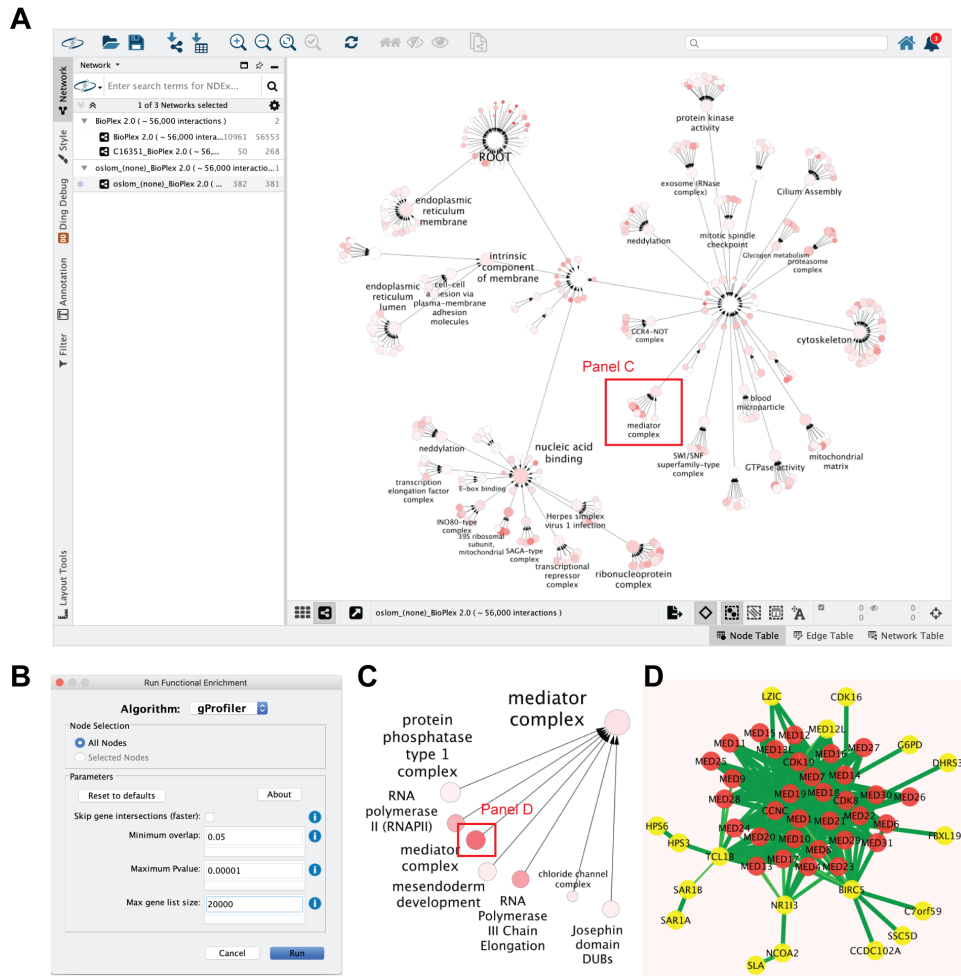 A
3
Network
Enter search terms for NDEx...
1 of 3 Networks selected
BioPlex 2.0 ( ~ 56,000 interactions ) 2
BioPlex 2.0 ( ~ 56,000 intera... 10961 56553
C16351_BioPlex 2.0 ( ~ 56,... 50 268
oslom_(none)_BioPlex 2.0 ( ~ 56,000 interactio... 1
oslom_(none)_BioPlex 2.0 ( ... 382 381
Network
Style
Ding Debug
Annotation
Filter
Layout Tools
protein kinase
activity
ROOT
exosome (RNase
complex)
Cilium Assembly
endoplasmic
reticulum
membrane
neddylation
mitotic spindle
checkpoint
Glycogen metabolism
proteasome
complex
intrinsic
component
of membrane
endoplasmic
reticulum
lumen
cell-cell
adhesion via
plasma-membrane
adhesion
molecules
CCR4-NOT
complex
cytoskeleton
Panel C
mediator
complex
blood
microparticle
SWI/SNF
superfamily-type
complex
GTPase activity
mitochondrial
matrix
nucleic acid
binding
neddylation
transcription
elongation factor
complex
E-box binding
INO80-type
complex
39S ribosomal
subunit,
mitochondrial
SAGA-type
complex
Herpes simplex
virus 1 infection
transcriptional
repressor
complex
ribonucleoprotein
complex
oslom_(none)_BioPlex 2.0 ( ~ 56,000 interactions )
A
0 0
0 0
Node Table Edge Table Network Table
B
Run Functional Enrichment
Algorithm: gProfiler
Node Selection
All Nodes
Selected Nodes
Parameters
Reset to defaults About
Skip gene intersections (faster):
Minimum overlap: 0.05
Maximum Pvalue: 0.00001
Max gene list size: 20000
Cancel Run
C
mediator
complex
protein
phosphatase
type 1
complex
RNA
polymerase
II (RNAPII)
Panel D
mediator
complex
mesendoderm
development
RNA
Polymerase
III Chain
Elongation
chloride channel
complex
Josephin
domain
DUBs
D
LZIC
CDK16
MED15
MED12
MED12L
MED11
MED13L
MED16
MED27
G6PD
MED25
CDK19
DHRS3
MED9
MED7
MED14
MED28
MED19
MED18
MED30
MED26
CDK8
CCNC
MED1
MED21
MED22
MED6
HPS6
MED24
MED20
MED10
MED29
MED31
FBXL19
HPS3
TCL1B
MED8
MED13
MED17
MED4
MED23
SAR1B
BIRC5
SAR1A
NR1I3
C7orf59
SSC5D
NCOA2
CCDC102A
SLA